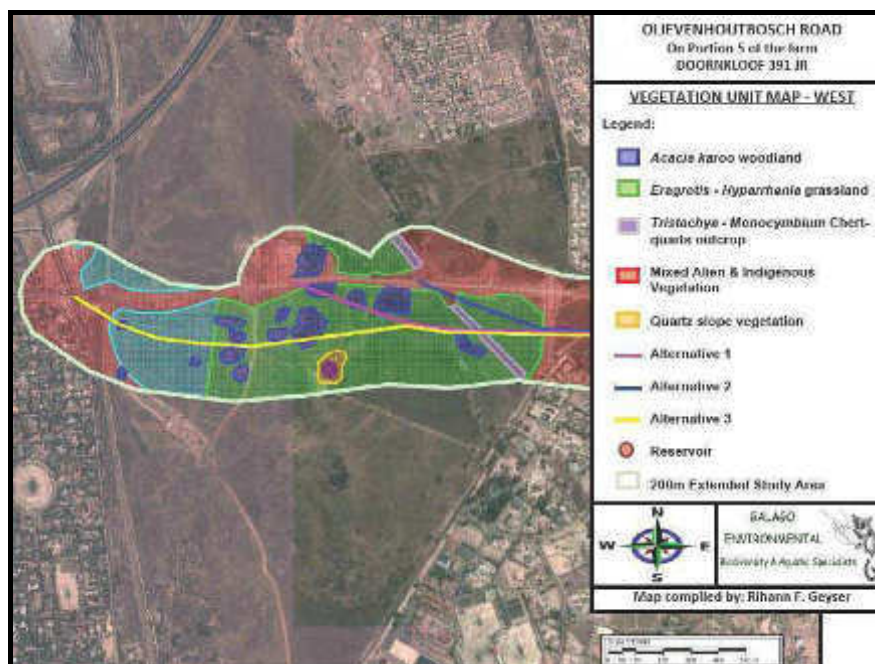 OLIEVENHOUTBOSCH ROAD
On Portion 5 of the farm
DOORNKLOOF 391 JR
VEGETATION UNIT MAP - WEST
Legend:
Acacia karoo woodland
Eragrotis - Hyparrhenia grassland
Tristachya - Monocymbium Chert-
quartz outcrop
Mixed Alien & Indigenous
Vegetation
Quartz slope vegetation
Alternative 1
Alternative 2
Alternative 3
Reservoir
200m Extended Study Area
N
W E
S
GALAGO
ENVIRONMENTAL
Biodiversity & Aquatic Specialists
Map compiled by: Rihann F. Geyser